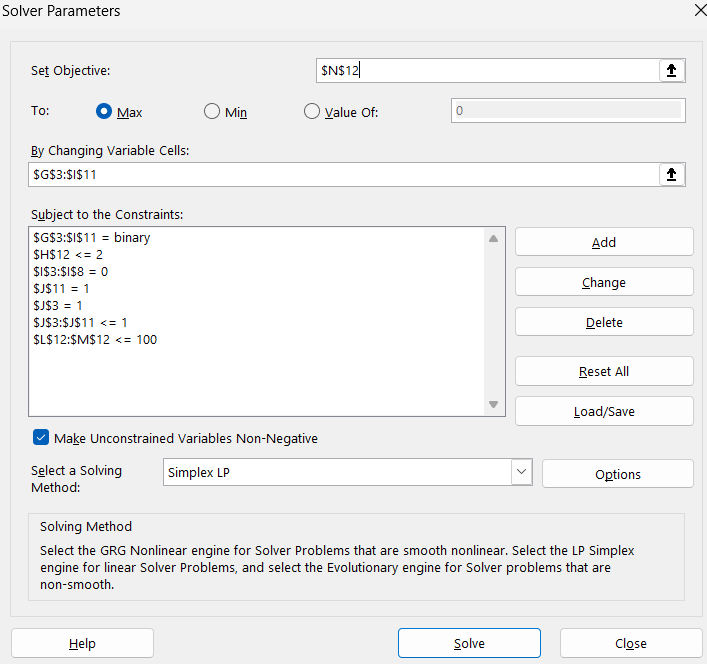 Solver Parameters
Set Objective:
$N$12
To:
Max
Min
Value Of:
0
By Changing Variable Cells:
$G$3:$I$11
Subject to the Constraints:
$G$3:$I$11 = binary
$H$12 <= 2
$I$3:$I$8 = 0
$J$11 = 1
$J$3 = 1
$J$3:$J$11 <= 1
$L$12:$M$12 <= 100
Add
Change
Delete
Reset All
Load/Save
Make Unconstrained Variables Non-Negative
Select a Solving
Method:
Simplex LP
Options
Solving Method
Select the GRG Nonlinear engine for Solver Problems that are smooth nonlinear. Select the LP Simplex
engine for linear Solver Problems, and select the Evolutionary engine for Solver problems that are
non-smooth.
Help
Solve
Close